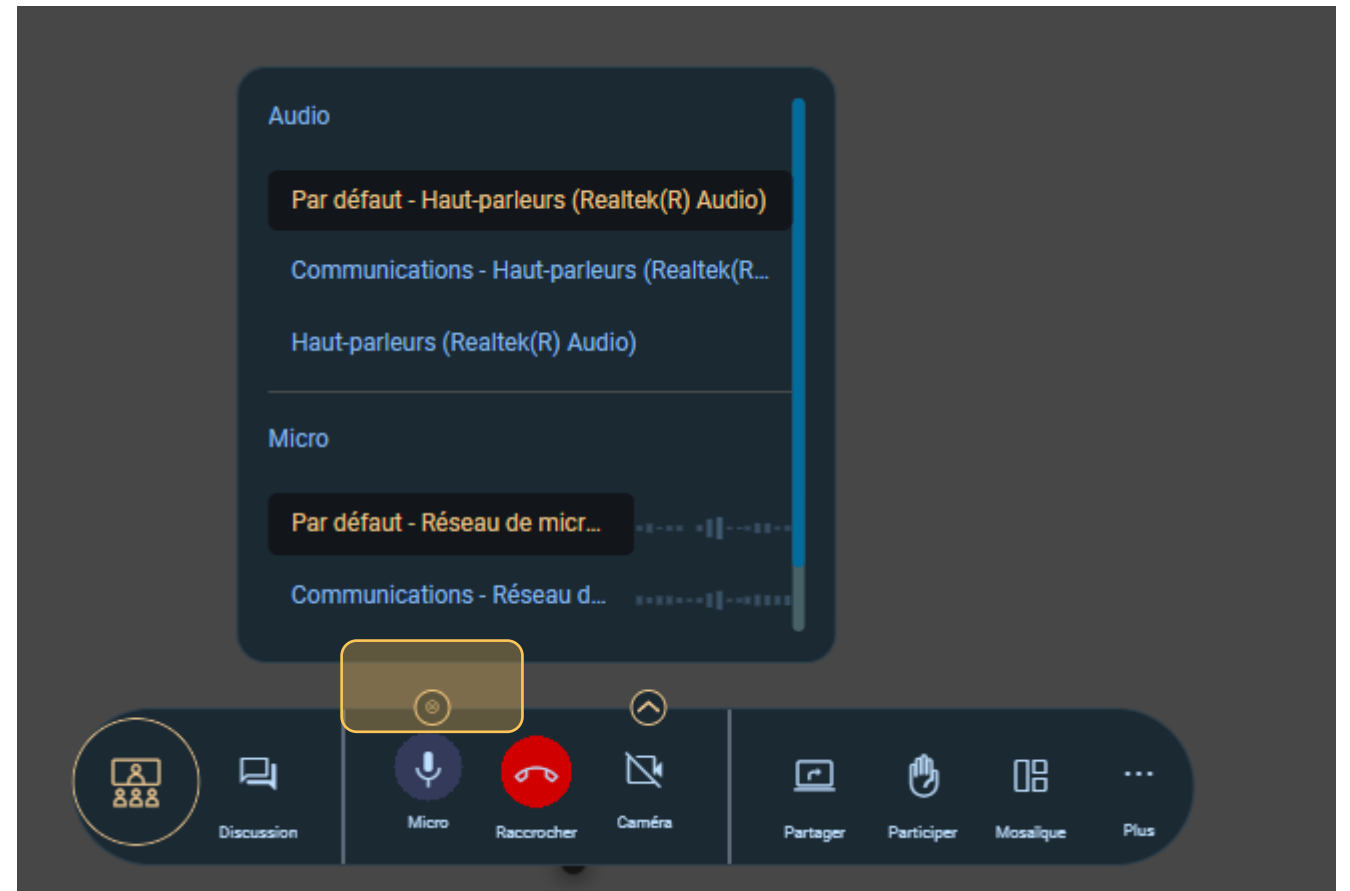 Audio
Par défaut - Haut-parleurs (Realtek(R) Audio)
Communications - Haut-parleurs (Realtek(R...
Haut-parleurs (Realtek(R) Audio)
Micro
Par défaut - Réseau de micr...
Communications - Réseau d...
Discussion
Micro
Raccrocher
Caméra
Partager
Participer
Mosaïque
Plus